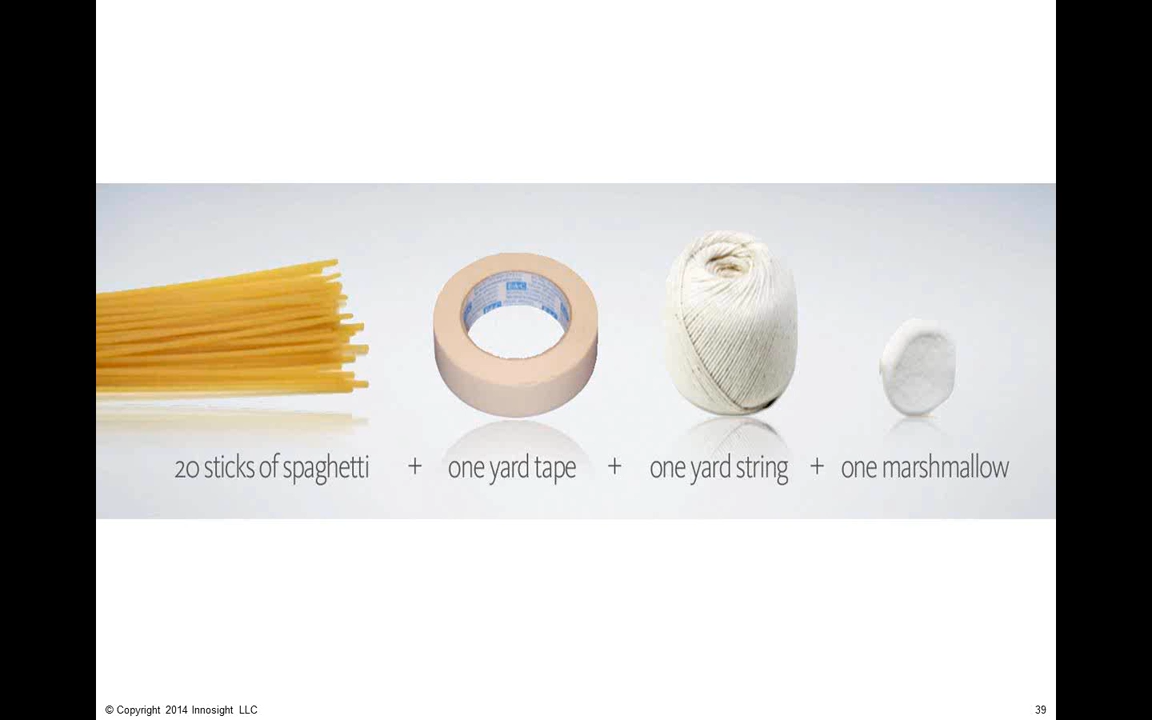 20 sticks of spaghetti + one yard tape + one yard string + one marshmallow
© Copyright 2014 Innosight LLC
39